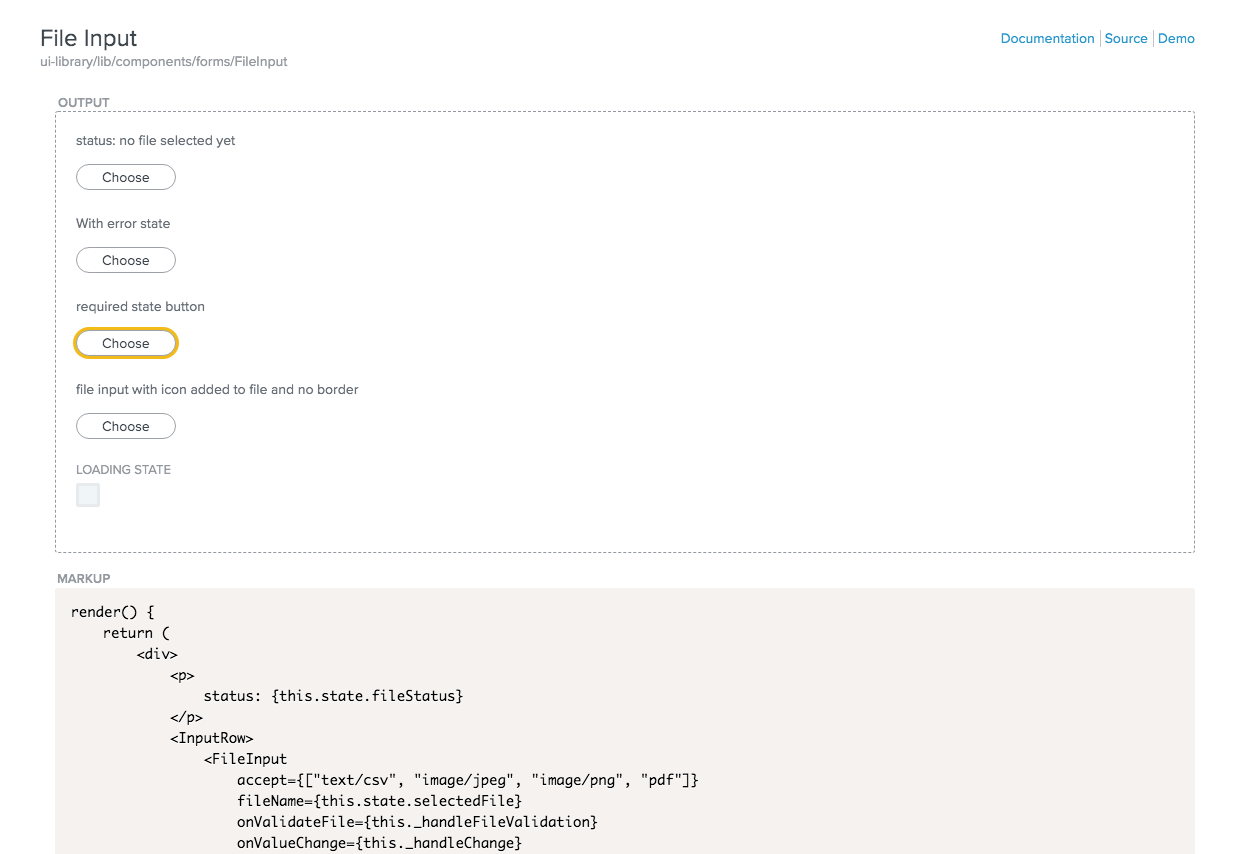 File Input
Documentation Source Demo
ui-library/lib/components/forms/FileInput
OUTPUT
status: no file selected yet
Choose
With error state
Choose
required state button
Choose
file input with icon added to file and no border
Choose
LOADING STATE
MARKUP
render() {
return (
<div>
<p>
status: {this.state.fileStatus}
</p>
<InputRow>
<FileInput
accept={["text/csv", "image/jpeg", "image/png", "pdf"]}
fileName={this.state.selectedFile}
onValidateFile={this._handleFileValidation}
onValueChange={this._handleChange}